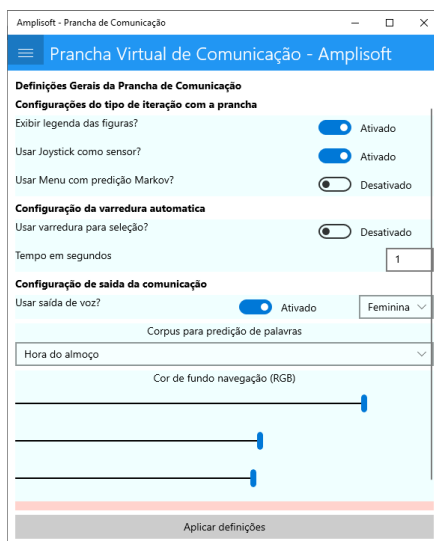 Amplisoft - Prancha de Comunicação
Prancha Virtual de Comunicação - Amplisoft
Definições Gerais da Prancha de Comunicação
Configurações do tipo de iteração com a prancha
Exibir legenda das figuras? Ativado
Usar Joystick como sensor? Ativado
Usar Menu com predição Markov? Desativado
Configuração da varredura automatica
Usar varredura para seleção? Desativado
Tempo em segundos 1
Configuração de saida da comunicação
Usar saída de voz? Ativado Feminina
Corpus para predição de palavras
Hora do almoço
Cor de fundo navegação (RGB)
Aplicar definições